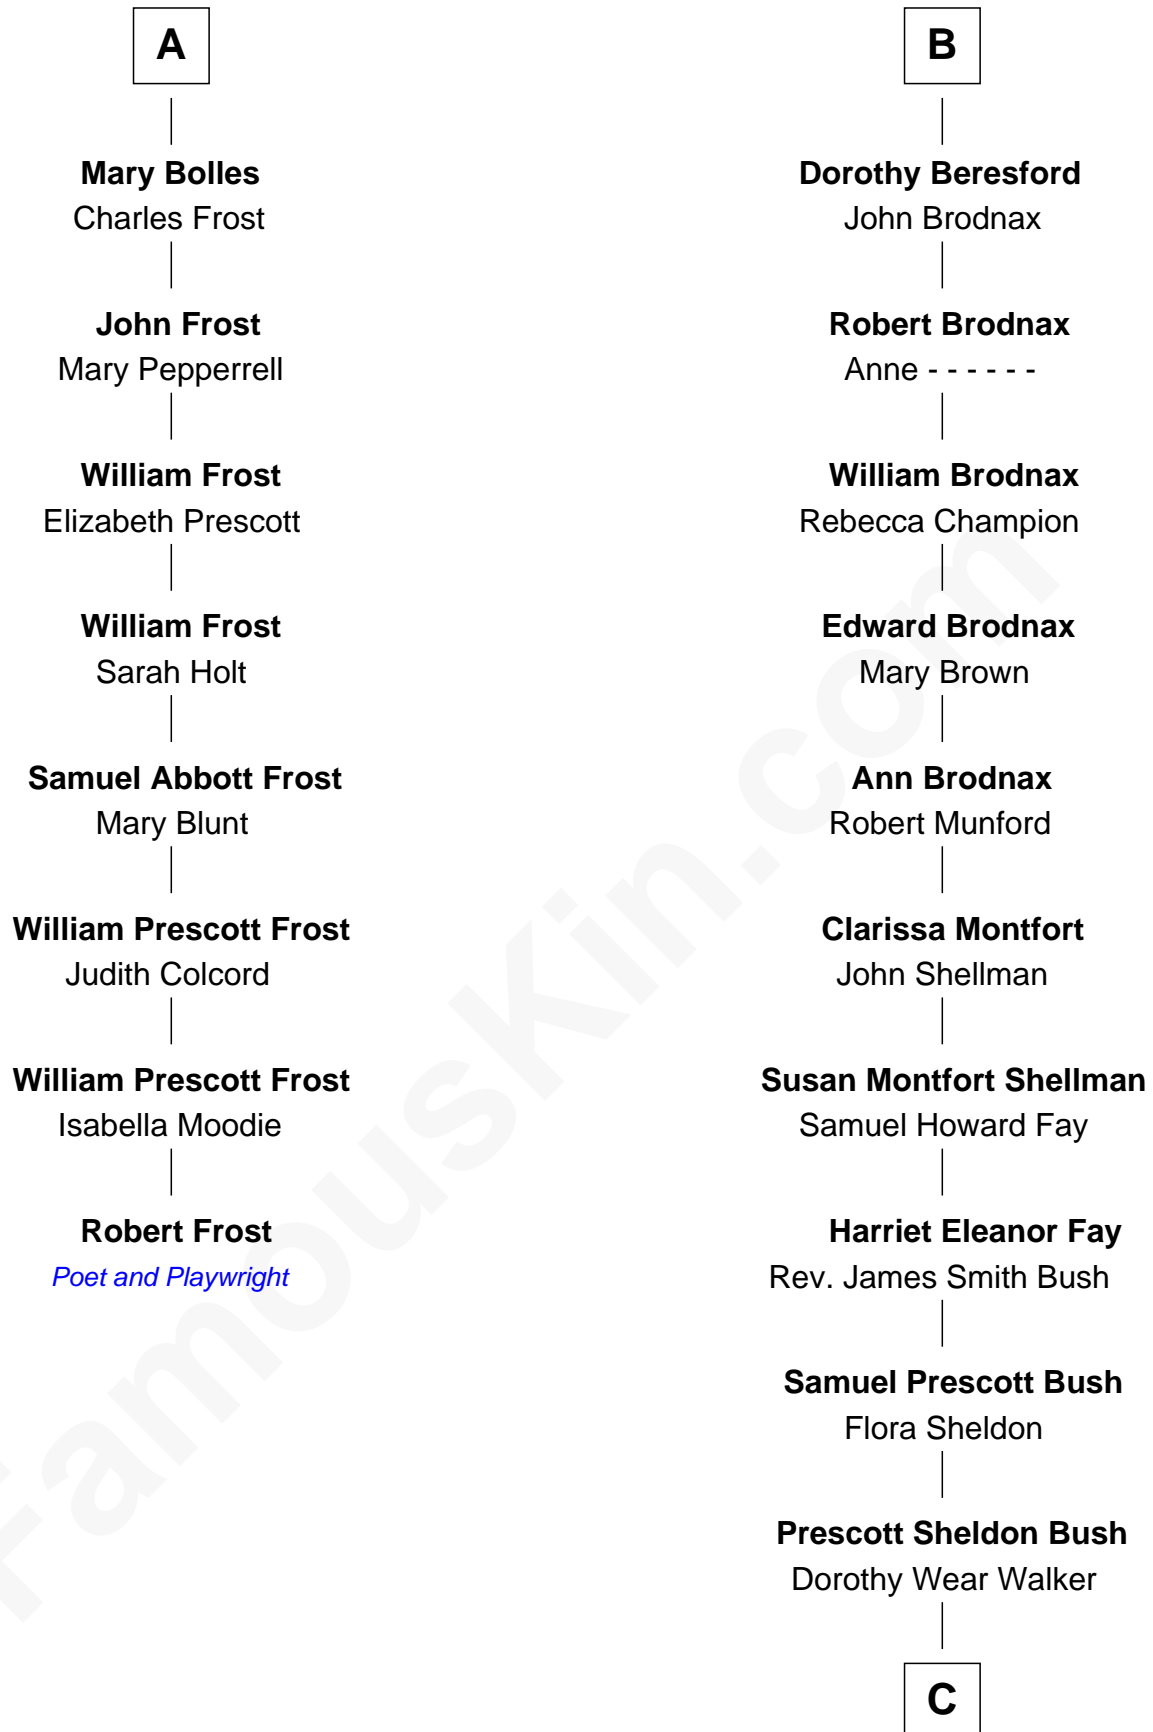 A
Mary Bolles
Charles Frost
John Frost
Mary Pepperrell
William Frost
Elizabeth Prescott
William Frost
Sarah Holt
Samuel Abbott Frost
Mary Blunt
William Prescott Frost
Judith Colcord
William Prescott Frost
Isabella Moodie
Robert Frost
Poet and Playwright
B
Dorothy Beresford
John Brodnax
Robert Brodnax
Anne - - - - - -
William Brodnax
Rebecca Champion
Edward Brodnax
Mary Brown
Ann Brodnax
Robert Munford
Clarissa Montfort
John Shellman
Susan Montfort Shellman
Samuel Howard Fay
Harriet Eleanor Fay
Rev. James Smith Bush
Samuel Prescott Bush
Flora Sheldon
Prescott Sheldon Bush
Dorothy Wear Walker
C
FamousKin.com